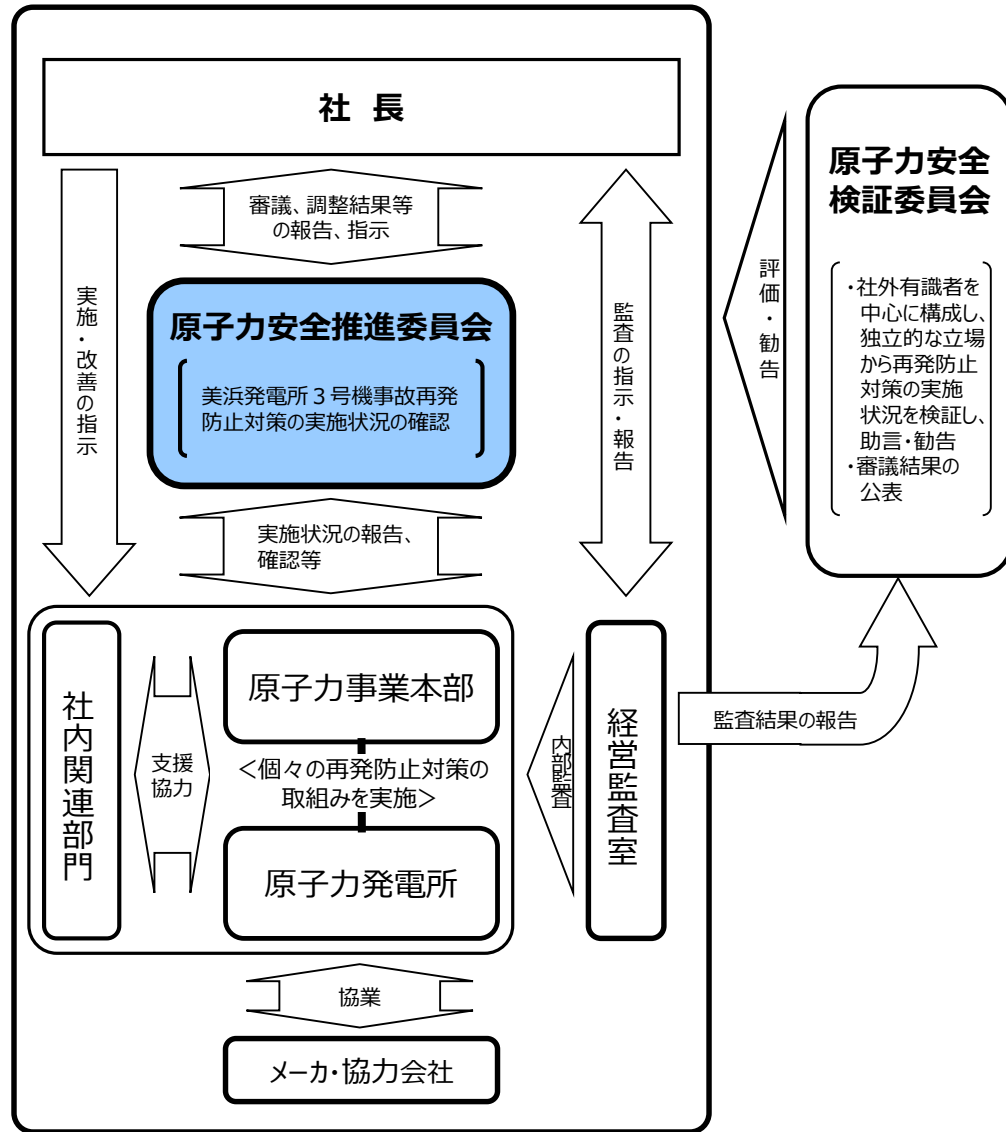 社 長
審議、調整結果等
の報告、指示
実施・改善の指示
原子力安全推進委員会
美浜発電所３号機事故再発
防止対策の実施状況の確認
監査の指示・報告
評価・勧告
原子力安全
検証委員会
・社外有識者を
中心に構成し、
独立的な立場
から再発防止
対策の実施
状況を検証し、
助言・勧告
・審議結果の
公表
実施状況の報告、
確認等
社内関連部門
支援
協力
原子力事業本部
＜個々の再発防止対策の
取組みを実施＞
原子力発電所
内部監査
経営監査室
監査結果の報告
協業
メーカ・協力会社